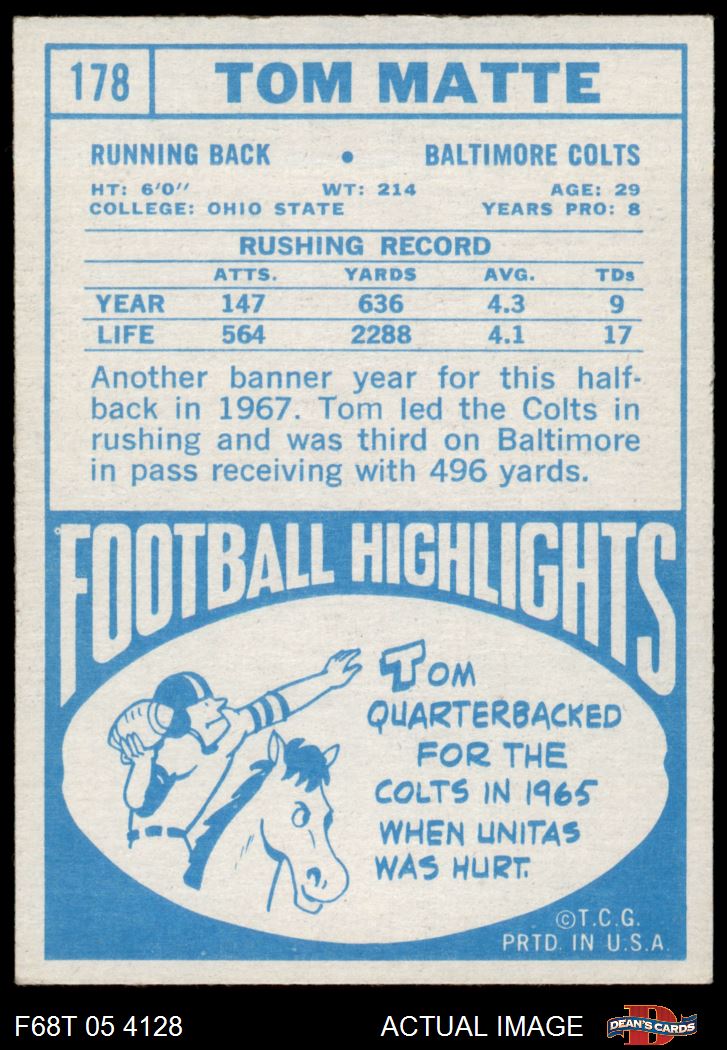 178 TOM MATTE
RUNNING BACK • BALTIMORE COLTS
HT: 6'0" WT: 214 AGE: 29
COLLEGE: OHIO STATE YEARS PRO: 8
RUSHING RECORD
ATTS. YARDS AVG. TDs
YEAR 147 636 4.3 9
LIFE 564 2288 4.1 17
Another banner year for this half-
back in 1967. Tom led the Colts in
rushing and was third on Baltimore
in pass receiving with 496 yards.
FOOTBALL HIGHLIGHTS
TOM
QUARTERBACKED
FOR THE
COLTS IN 1965
WHEN UNITAS
WAS HURT.
©T.C.G.
PRTD. IN U.S.A.
F68T 05 4128 ACTUAL IMAGE D DEAN'S CARDS